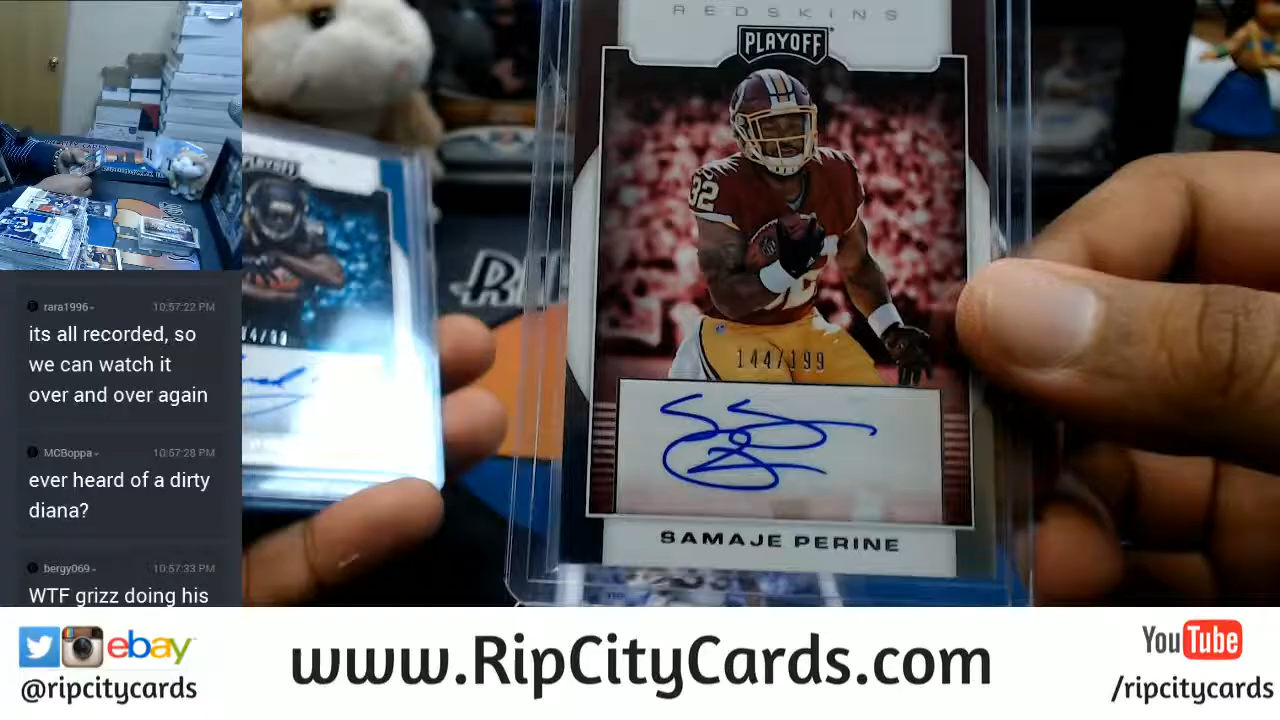 REDSKINS
PLAYOFF
32
144/199
SAMAJE PERINE
PLAYOFF
rara1996
10:57:22 PM
its all recorded, so
we can watch it
over and over again
MCBoppa
10:57:28 PM
ever heard of a dirty
diana?
bergy069
10:57:33 PM
WTF grizz doing his
ebay
@ripcitycards
www.RipCityCards.com
YouTube
/ripcitycards